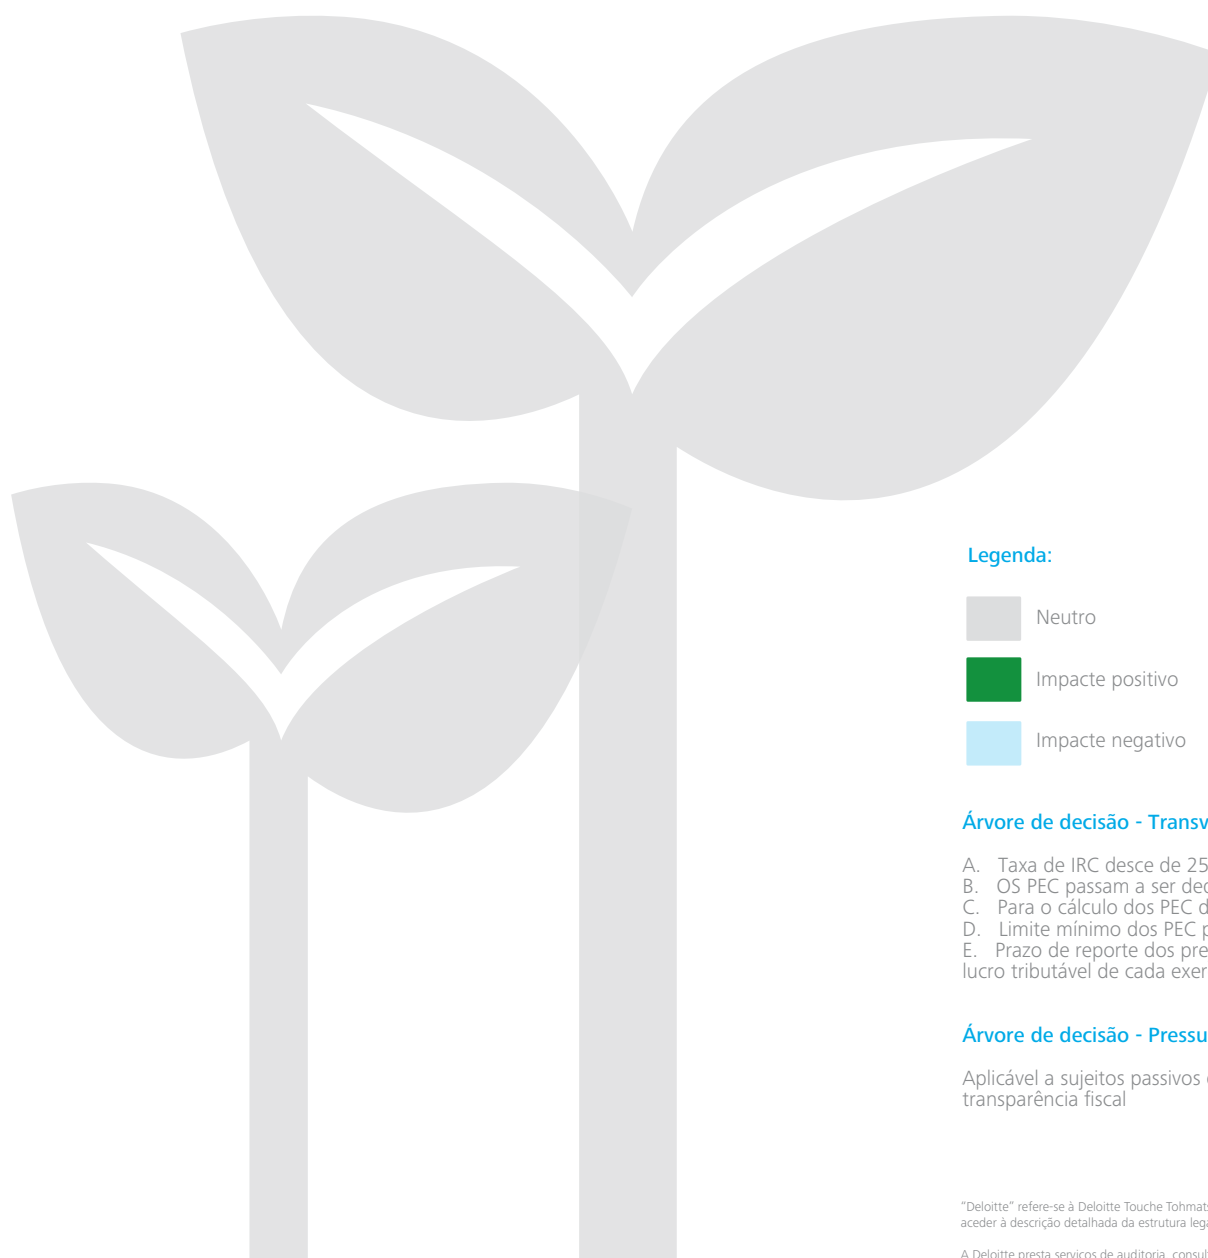 Legenda:
Neutro
Impacte positivo
Impacte negativo
Árvore de decisão - Transv
A. Taxa de IRC desce de 25
B. OS PEC passam a ser ded
C. Para o cálculo dos PEC d
D. Limite mínimo dos PEC p
E. Prazo de reporte dos pre
lucro tributável de cada exer
Árvore de decisão - Pressu
Aplicável a sujeitos passivos
transparência fiscal
"Deloitte" refere-se à Deloitte Touche Tohmats
aceder à descrição detalhada da estrutura lega
A Deloitte presta serviços de auditoria, consul